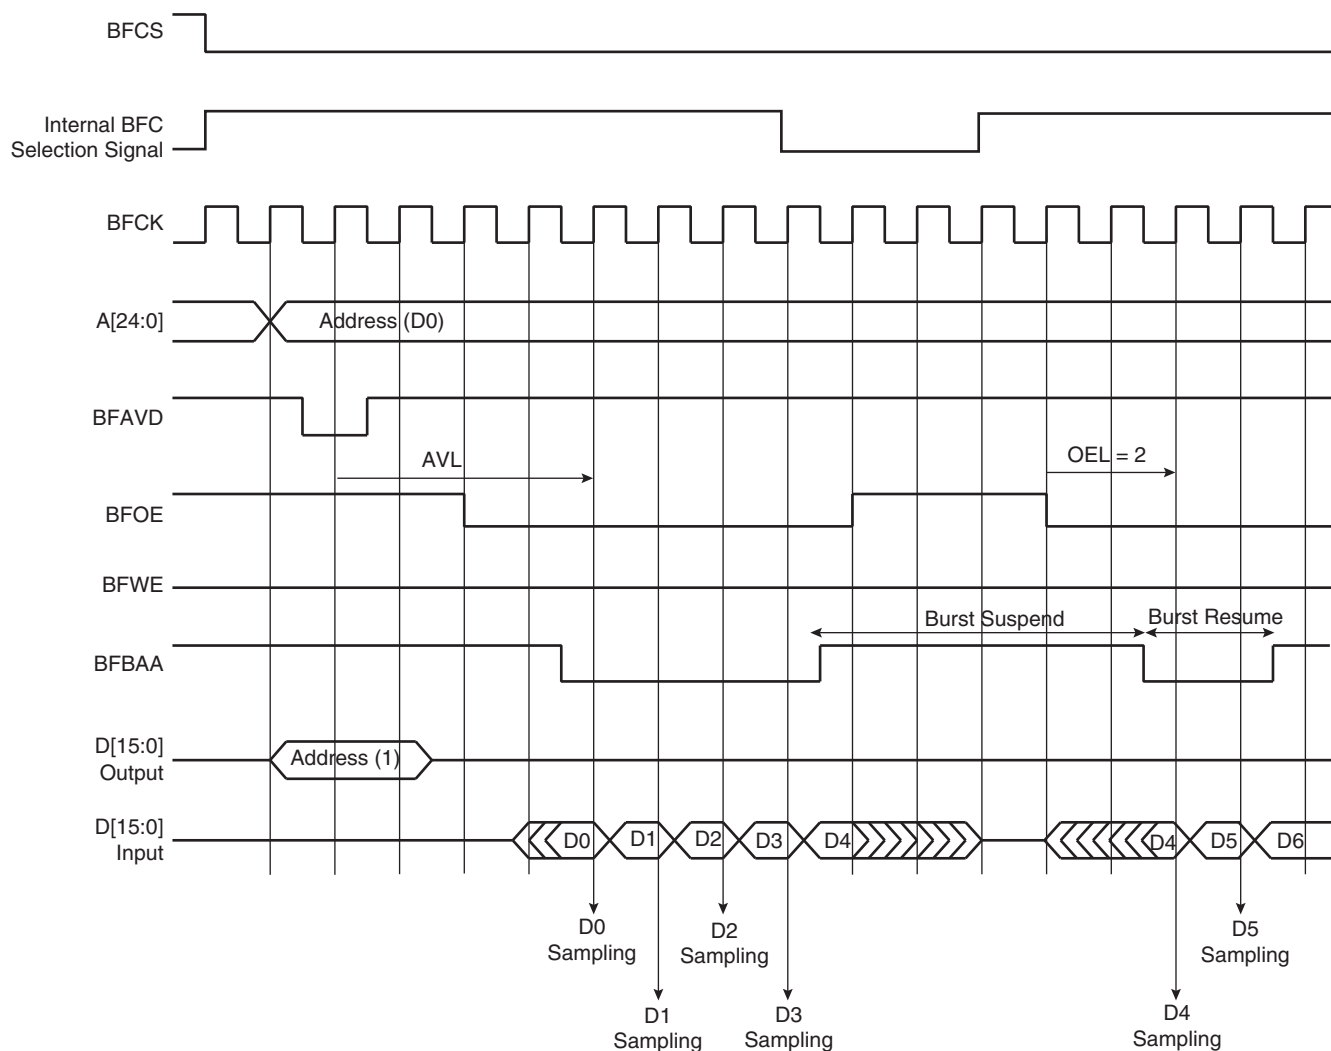 BFCS
Internal BFC
Selection Signal
BFCK
A[24:0]
Address (D0)
BFAVD
AVL
OEL = 2
BFOE
BFWE
Burst Suspend
Burst Resume
BFBAA
D[15:0]
Output
Address (1)
D[15:0]
Input
D0
D1
D2
D3
D4
D4
D5
D6
D0
Sampling
D2
Sampling
D5
Sampling
D1
Sampling
D3
Sampling
D4
Sampling